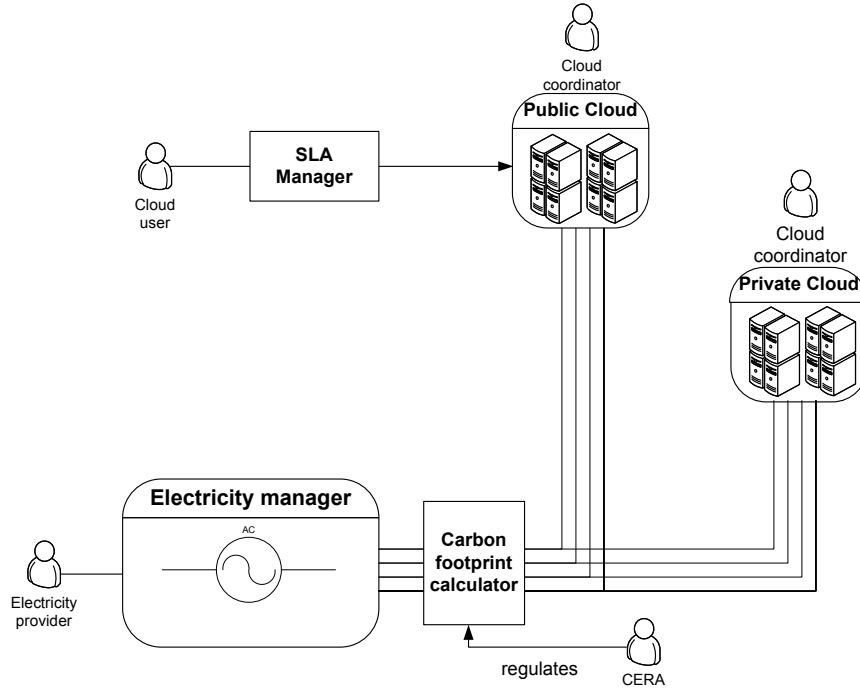 Cloud
coordinator
Public Cloud
SLA
Manager
Cloud
user
Cloud
coordinator
Private Cloud
Electricity manager
AC
Carbon
footprint
calculator
Electricity
provider
regulates
CERA